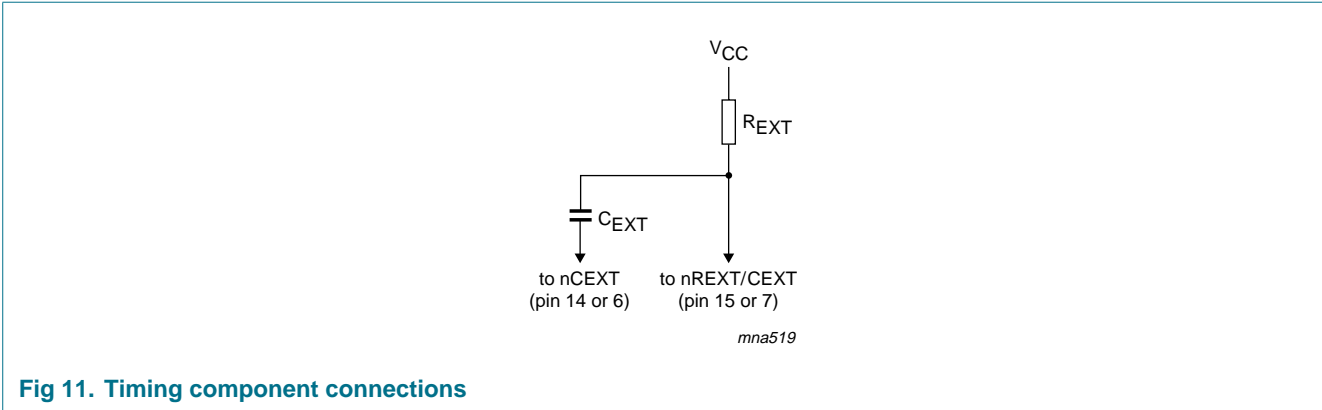 VCC
REXT
CEXT
to nCEXT
(pin 14 or 6)
to nREXT/CEXT
(pin 15 or 7)
mna519
Fig 11. Timing component connections